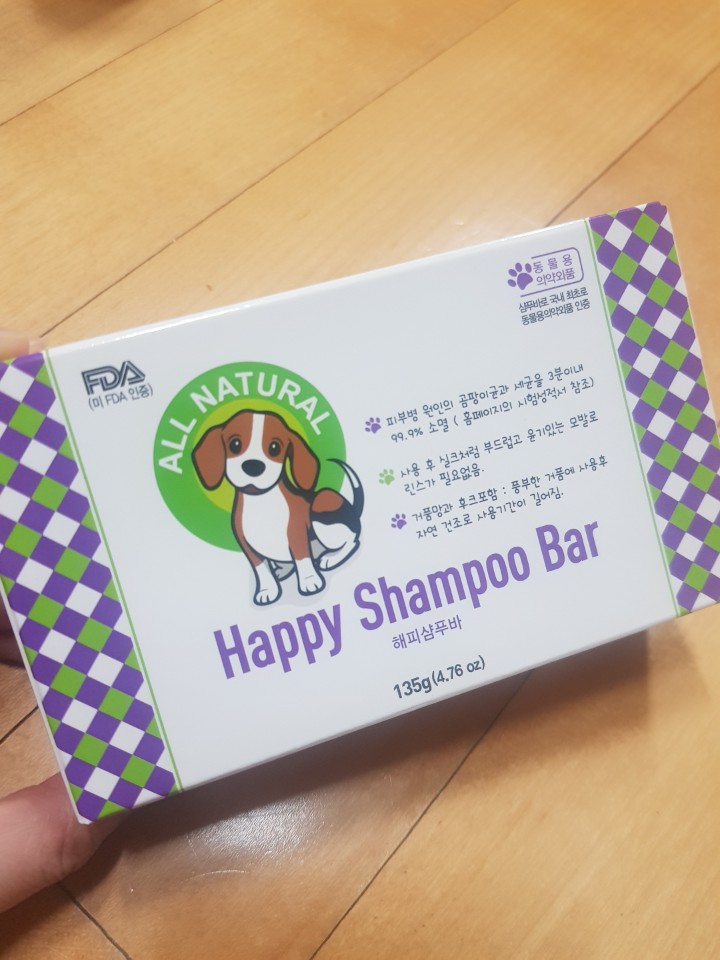 동물용
의약외품
샴푸바로 국내 최초로
동물용의약외품 인증
FDA
(미 FDA 인증)
ALL NATURAL
피부병 원인의 곰팡이균과 세균을 3분이내
99.9% 소멸 ( 홈페이지의 시험성적서 참조)
사용 후 실크처럼 부드럽고 윤기있는 모발로
린스가 필요없음.
거품망과 후크포함 : 풍부한 거품에 사용후
자연 건조로 사용기간이 길어짐.
Happy Shampoo Bar
해피샴푸바
135g(4.76 oz)